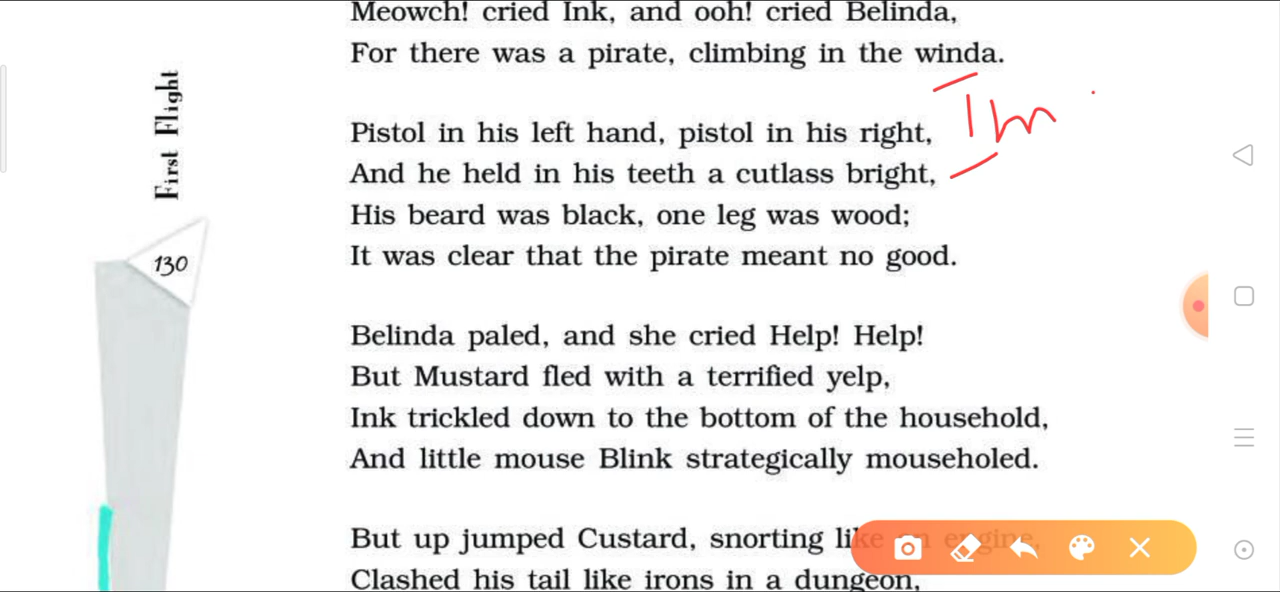 Meowch! cried Ink, and ooh! cried Belinda,
For there was a pirate, climbing in the winda.
First Flight
130
Pistol in his left hand, pistol in his right,
Im
And he held in his teeth a cutlass bright,
His beard was black, one leg was wood;
It was clear that the pirate meant no good.
Belinda paled, and she cried Help! Help!
But Mustard fled with a terrified yelp,
Ink trickled down to the bottom of the household,
And little mouse Blink strategically mouseholed.
But up jumped Custard, snorting like an engine,
Clashed his tail like irons in a dungeon,